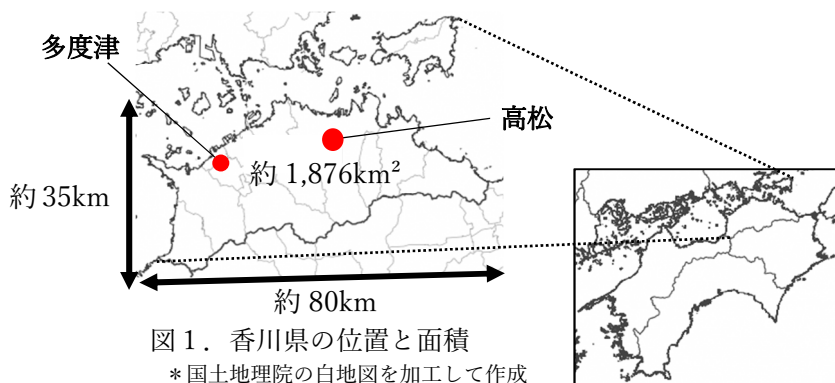 多度津
高松
約 1,876km²
約 35km
約 80km
図１．香川県の位置と面積
＊国土地理院の白地図を加工して作成